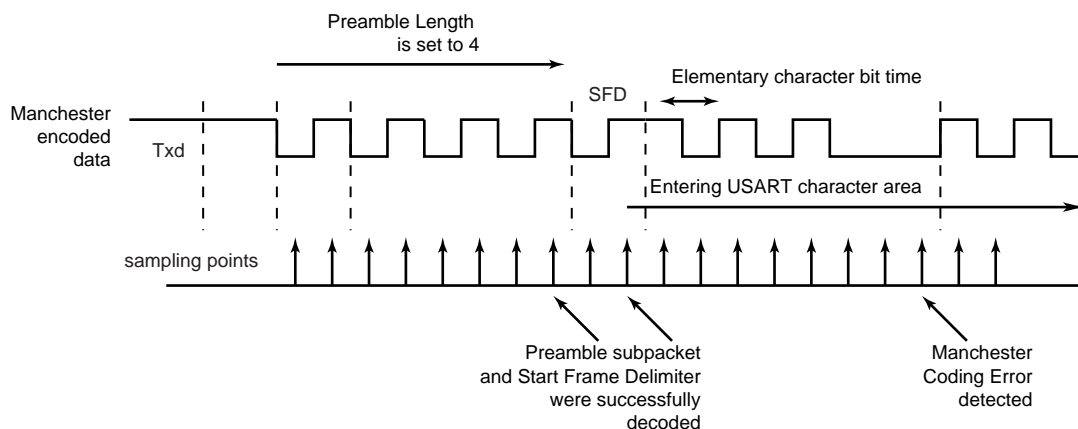 Preamble Length
is set to 4
Elementary character bit time
SFD
Manchester
encoded
data
Txd
Entering USART character area
sampling points
Preamble subpacket
and Start Frame Delimiter
were successfully
decoded
Manchester
Coding Error
detected